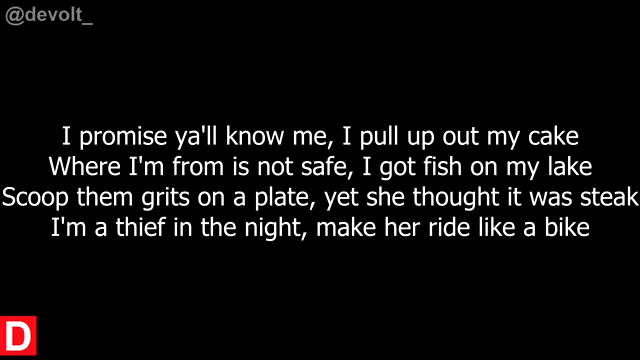 @devolt_
I promise ya'll know me, I pull up out my cake
Where I'm from is not safe, I got fish on my lake
Scoop them grits on a plate, yet she thought it was steak
I'm a thief in the night, make her ride like a bike
D